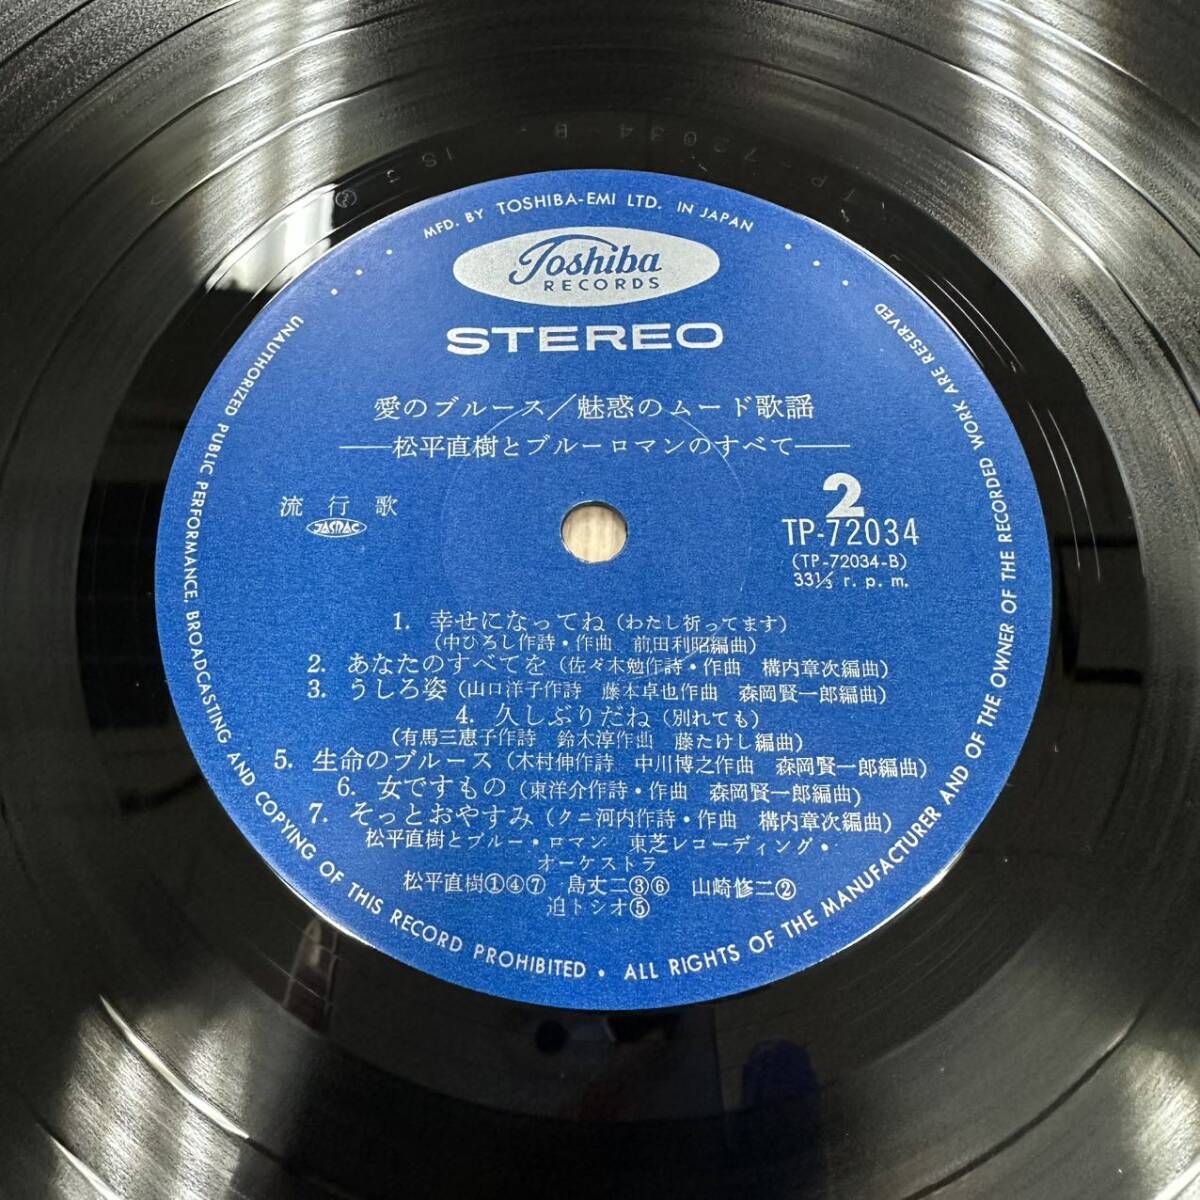 MFD. BY TOSHIBA-EMI LTD. IN JAPAN
Toshiba
RECORDS
STEREO
愛のブルース/魅惑のムード歌謡
―松平直樹とブルーロマンのすべて―
流行歌
JASRAC
2
TP-72034
(TP-72034-B)
33⅓ r.p.m.
1. 幸せになってね(わたし祈ってます)
(中ひろし作詩・作曲 前田利昭編曲)
2. あなたのすべてを(佐々木勉作詩・作曲 構内章次編曲)
3. うしろ姿(山口洋子作詩 藤本卓也作曲 森岡賢一郎編曲)
4. 久しぶりだね(別れても)
(有馬三恵子作詩 鈴木淳作曲 藤たけし編曲)
5. 生命のブルース(木村伸作詩 中川博之作曲 森岡賢一郎編曲)
6. 女ですもの(東洋介作詩・作曲 森岡賢一郎編曲)
7. そっとおやすみ(クニ河内作詩・作曲 構内章次編曲)
松平直樹とブルー・ロマン 東芝レコーディング・
オーケストラ
松平直樹①④⑦ 島丈二③⑥ 山崎修二②
迫トシオ⑤
UNAUTHORIZED PUBLIC PERFORMANCE, BROADCASTING AND COPYING OF THIS RECORD PROHIBITED • ALL RIGHTS OF THE MANUFACTURER AND OF THE OWNER OF THE RECORDED WORK ARE RESERVED